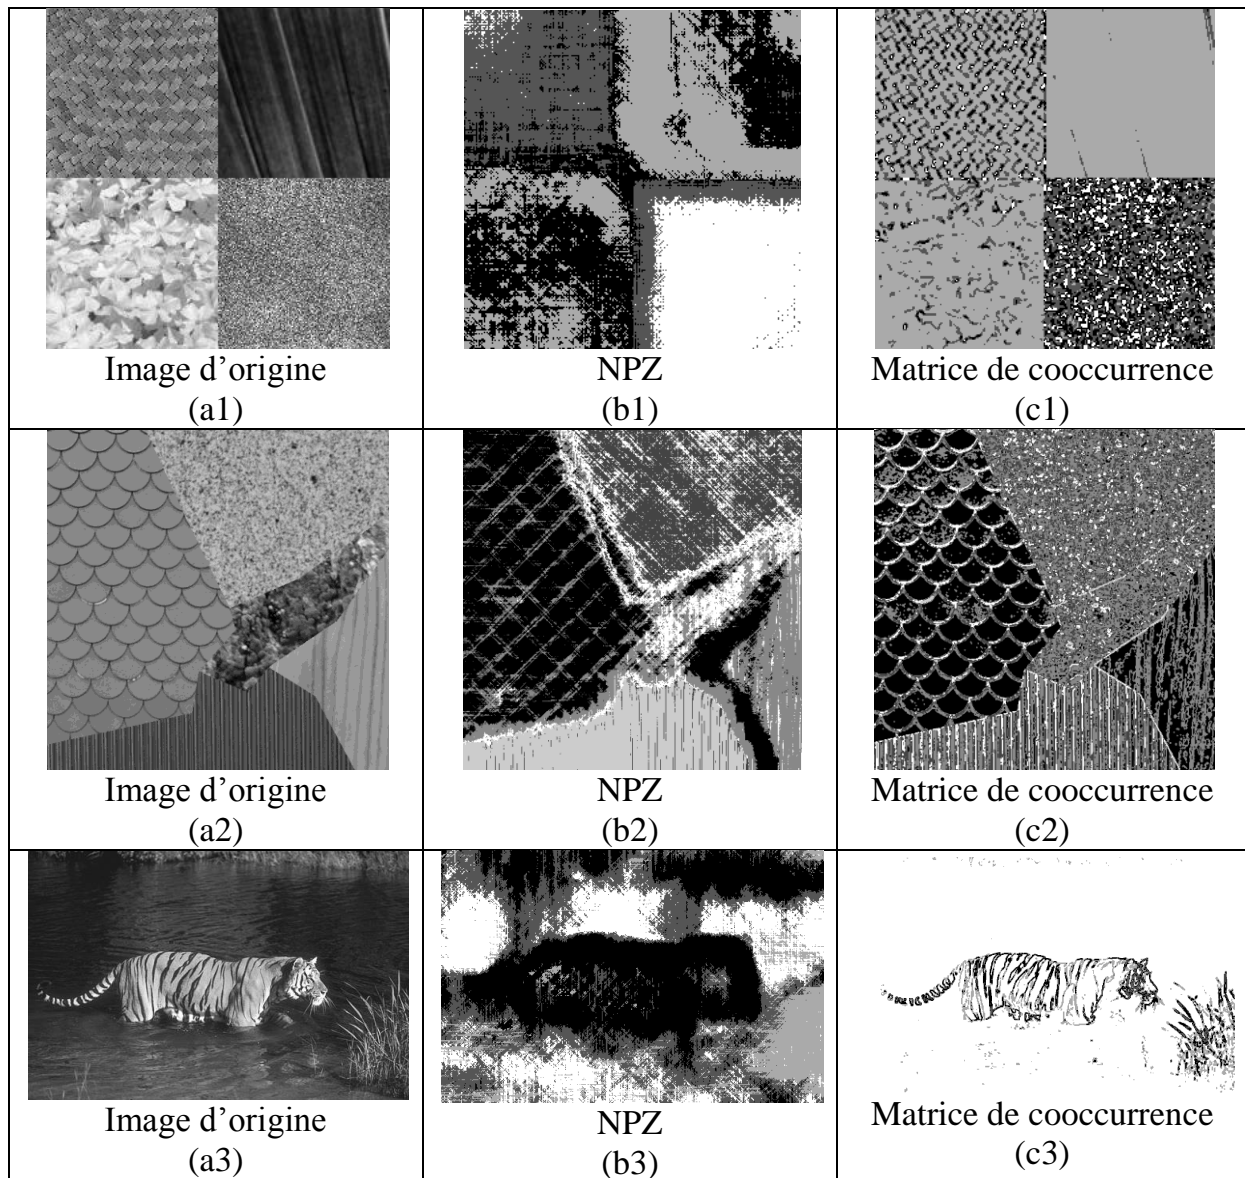 Image d’origine
(a1)
NPZ
(b1)
Matrice de cooccurrence
(c1)
Image d’origine
(a2)
NPZ
(b2)
Matrice de cooccurrence
(c2)
Image d’origine
(a3)
NPZ
(b3)
Matrice de cooccurrence
(c3)